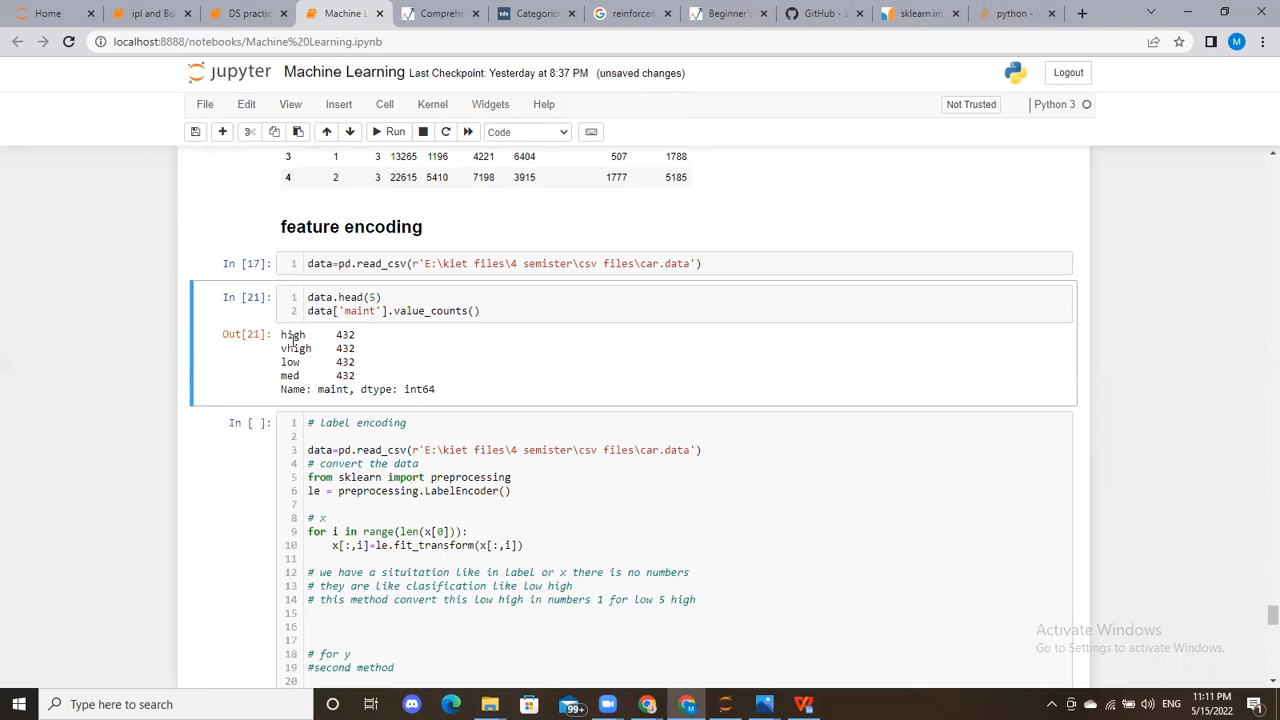 Home
ipl and Bo
DS practic
Machine L
Comprehe
Categorica
reinforcem
Beginner's
GitHub - a
sklearn.im
python - 
localhost:8888/notebooks/Machine%20Learning.ipynb
M
jupyter Machine Learning Last Checkpoint: Yesterday at 8:37 PM (unsaved changes)
Logout
File Edit View Insert Cell Kernel Widgets Help
Not Trusted
Python 3
Run
Code
3 1 3 13265 1196 4221 6404 507 1788
4 2 3 22615 5410 7198 3915 1777 5185
feature encoding
In [17]: 1 data=pd.read_csv(r'E:\kiet files\4 semister\csv files\car.data')
In [21]: 1 data.head(5)
2 data['maint'].value_counts()
Out[21]: high 432
vhigh 432
low 432
med 432
Name: maint, dtype: int64
In [ ]: 1 # label encoding
2
3 data=pd.read_csv(r'E:\kiet files\4 semister\csv files\car.data')
4 # convert the data
5 from sklearn import preprocessing
6 le = preprocessing.LabelEncoder()
7
8 # x
9 for i in range(len(x[0])):
10 x[:,i]=le.fit_transform(x[:,i])
11
12 # we have a situitation like in label or x there is no numbers
13 # they are like clasification like low high
14 # this method convert this low high in numbers 1 for low 5 high
15
16
17
18 # for y
19 #second method
20
Activate Windows
Go to Settings to activate Windows.
Type here to search
99+
ENG
11:11 PM
5/15/2022
1